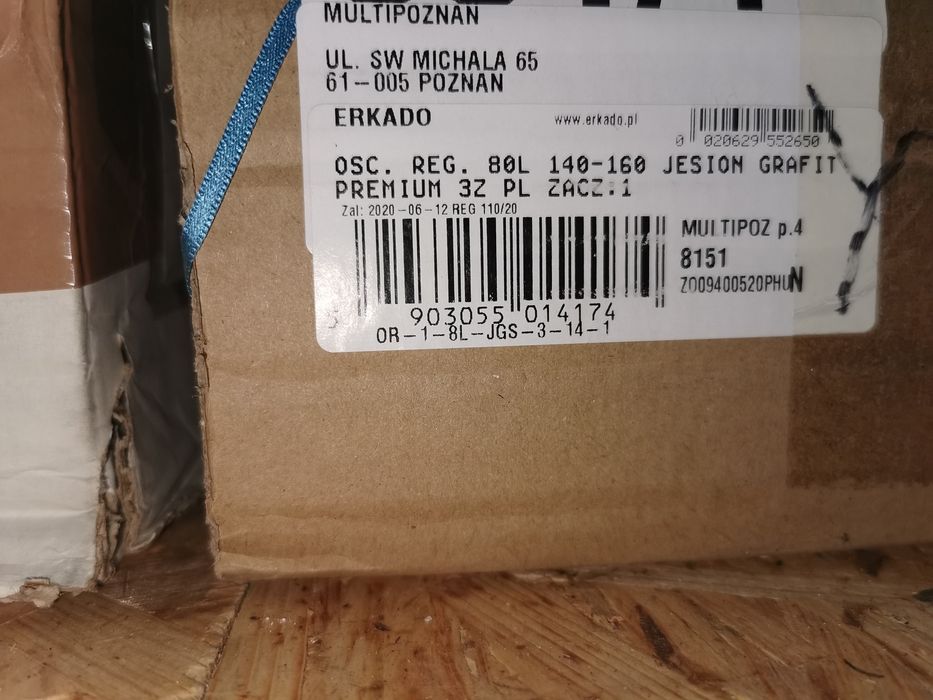 MULTIPOZNAN
UL. SW MICHALA 65
61-005 POZNAN
ERKADO
www.erkado.pl
0 020629 552650
OSC. REG. 80L 140-160 JESION GRAFIT
PREMIUM 3Z PL ZACZ:1
Zal: 2020-06-12 REG 110/20
MULTIPOZ p.4
8151
Z009400520PHUN
5 903055 014174
OR-1-8L-JGS-3-14-1